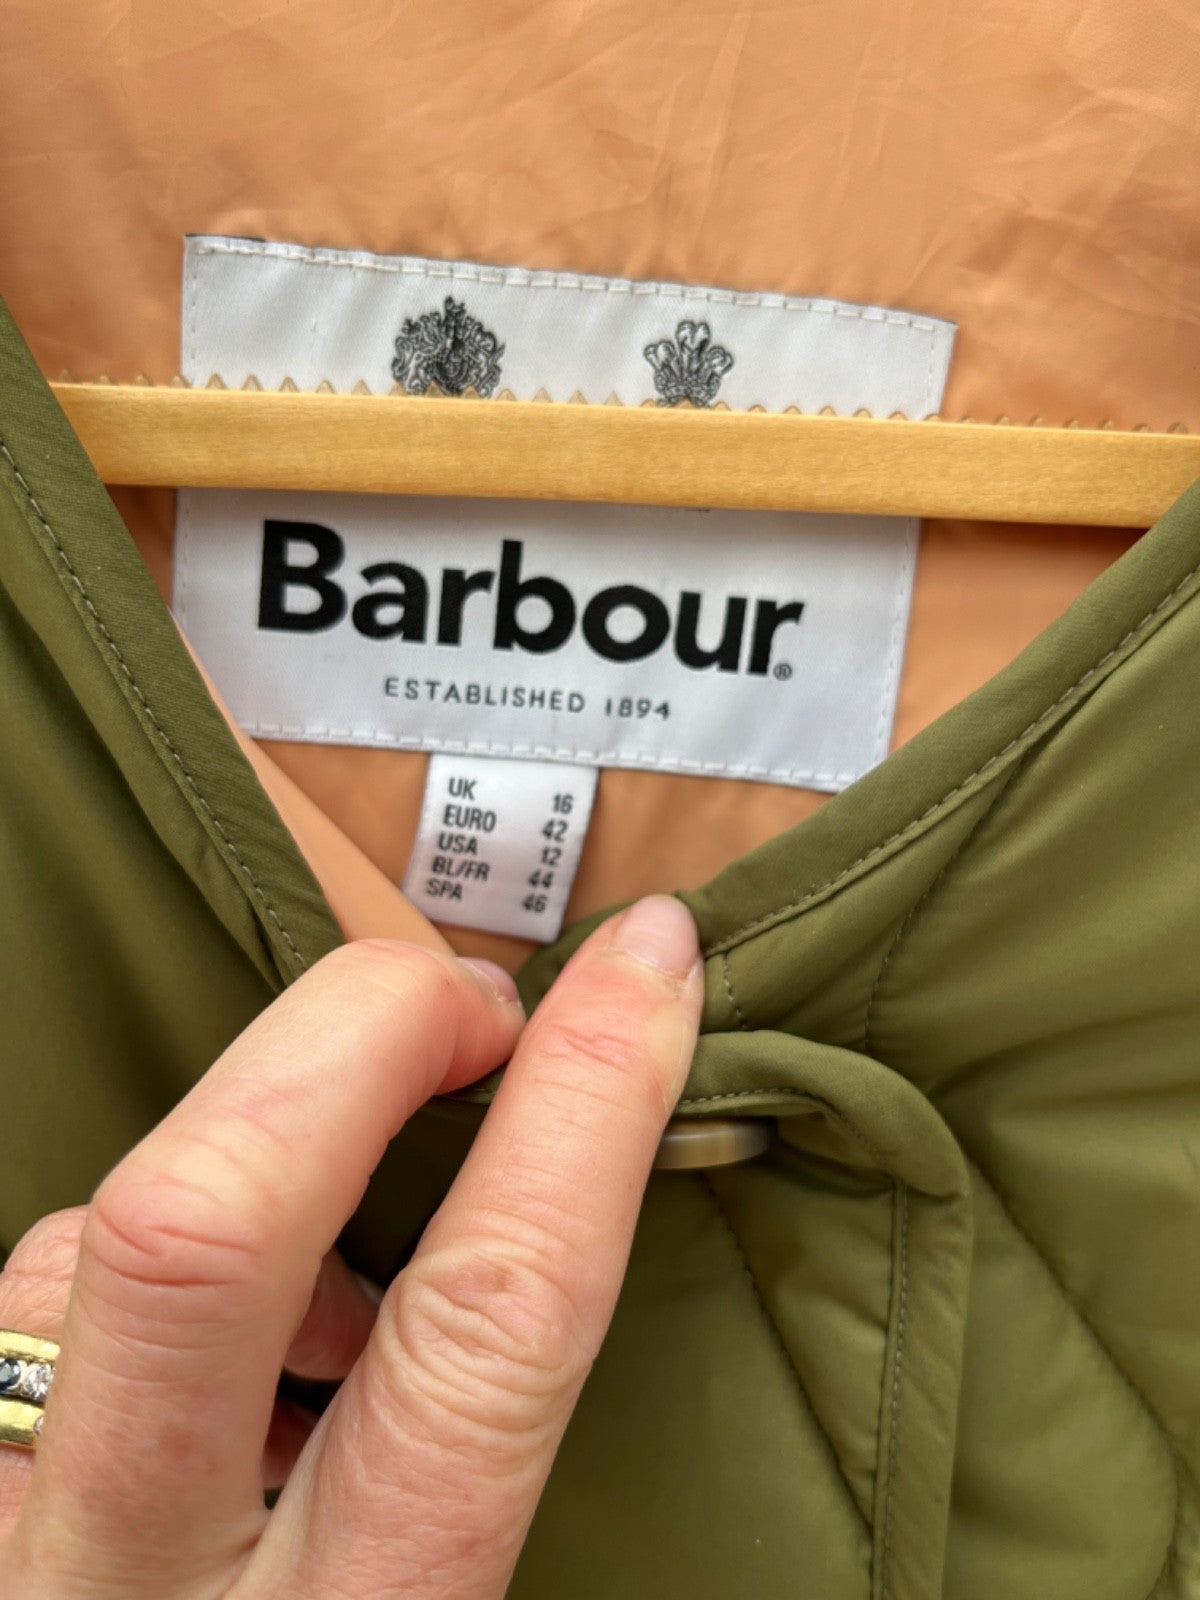 Barbour®
ESTABLISHED 1894
UK 16
EURO 42
USA 12
BL/FR 44
SPA 46